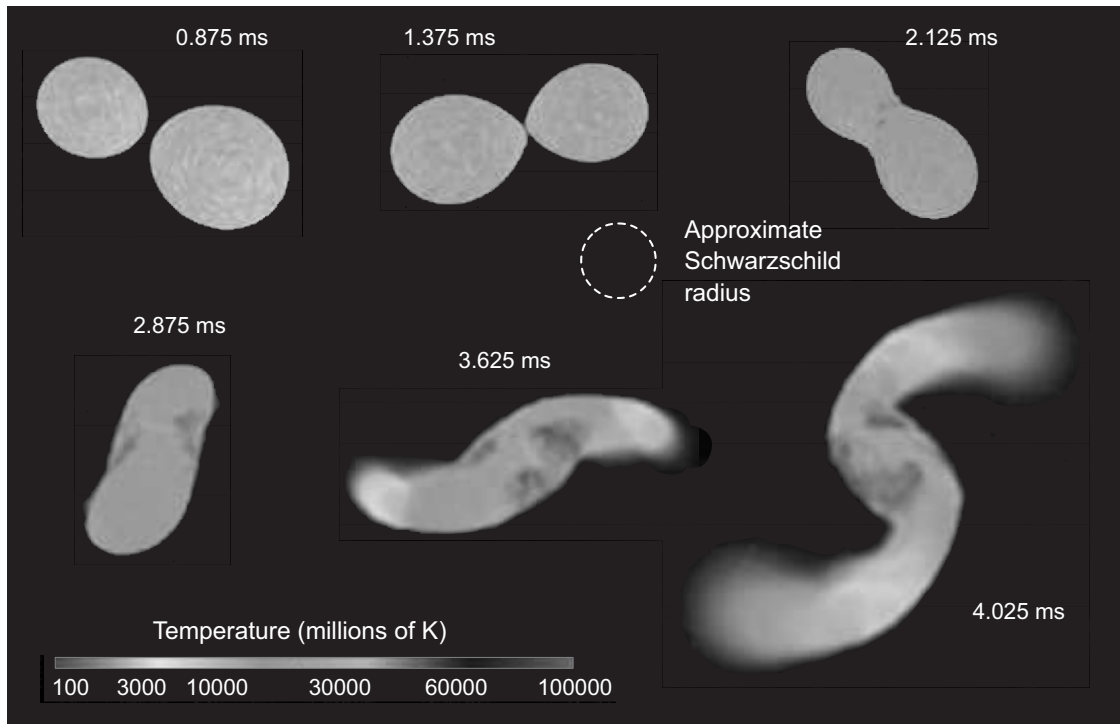 0.875 ms
1.375 ms
2.125 ms
Approximate
Schwarzschild
radius
2.875 ms
3.625 ms
4.025 ms
Temperature (millions of K)
100 3000 10000 30000 60000 100000